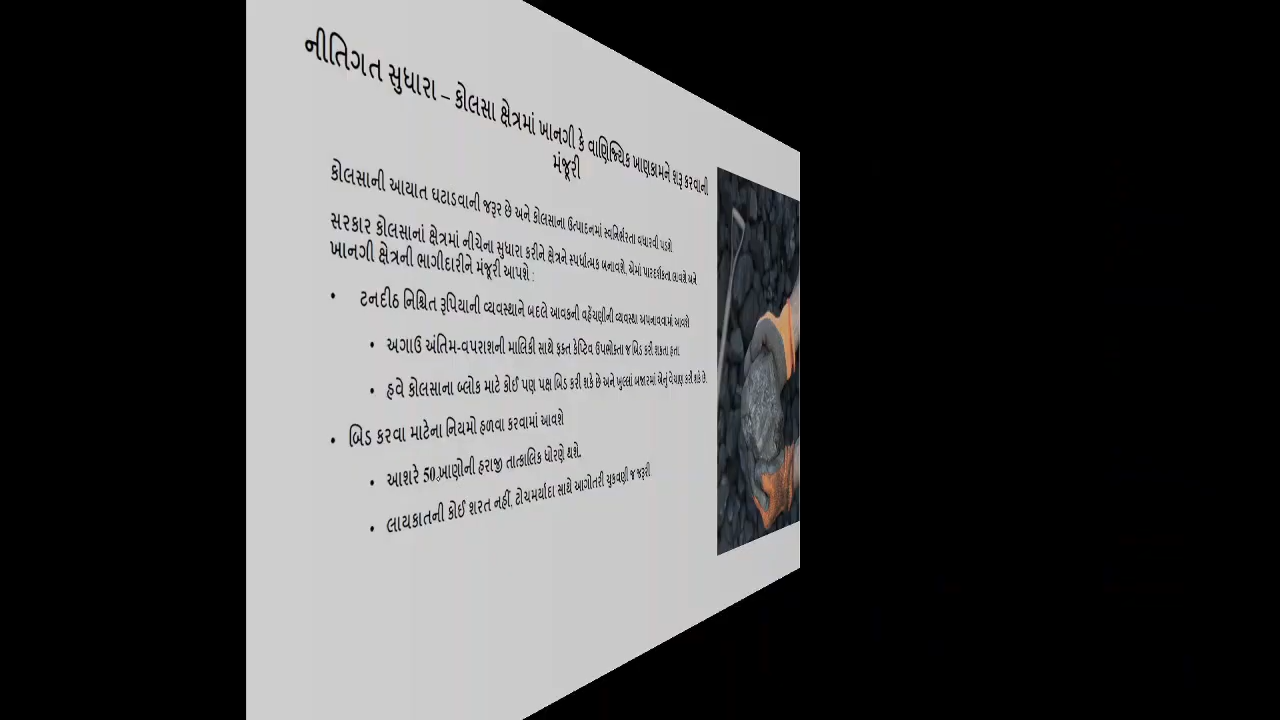 નીતિગત સુધારા – કોલસા ક્ષેત્રમાં ખાનગી કે વાણિજ્યિક ખાણકામને શરૂ કરવાની
મંજૂરી
કોલસાની આયાત ઘટાડવાની જરૂર છે અને કોલસાના ઉત્પાદનમાં સ્વનિર્ભરતા વધારવી પડશે
સરકાર કોલસાનાં ક્ષેત્રમાં નીચેના સુધારા કરીને ક્ષેત્રને સ્પર્ધાત્મક બનાવશે, એમાં પારદર્શકતા લાવશે અને
ખાનગી ક્ષેત્રની ભાગીદારીને મંજૂરી આપશે :
• ટનદીઠ નિશ્ચિત રૂપિયાની વ્યવસ્થાને બદલે આવકની વહેંચણીની વ્યવસ્થા અપનાવવામાં આવશે
• અગાઉ અંતિમ-વપરાશની માલિકી સાથે ફક્ત કેપ્ટિવ ઉપભોક્તા જ બિડ કરી શકતા હતા
• હવે કોલસાના બ્લોક માટે કોઈ પણ પક્ષ બિડ કરી શકે છે અને ખુલ્લાં બજારમાં એનું વેચાણ કરી શકે છે.
• બિડ કરવા માટેના નિયમો હળવા કરવામાં આવશે
• આશરે 50 ખાણોની હરાજી તાત્કાલિક ધોરણે થશે.
• લાયકાતની કોઈ શરત નહીં, ટોચમર્યાદા સાથે આગોતરી ચુકવણી જ જરૂરી